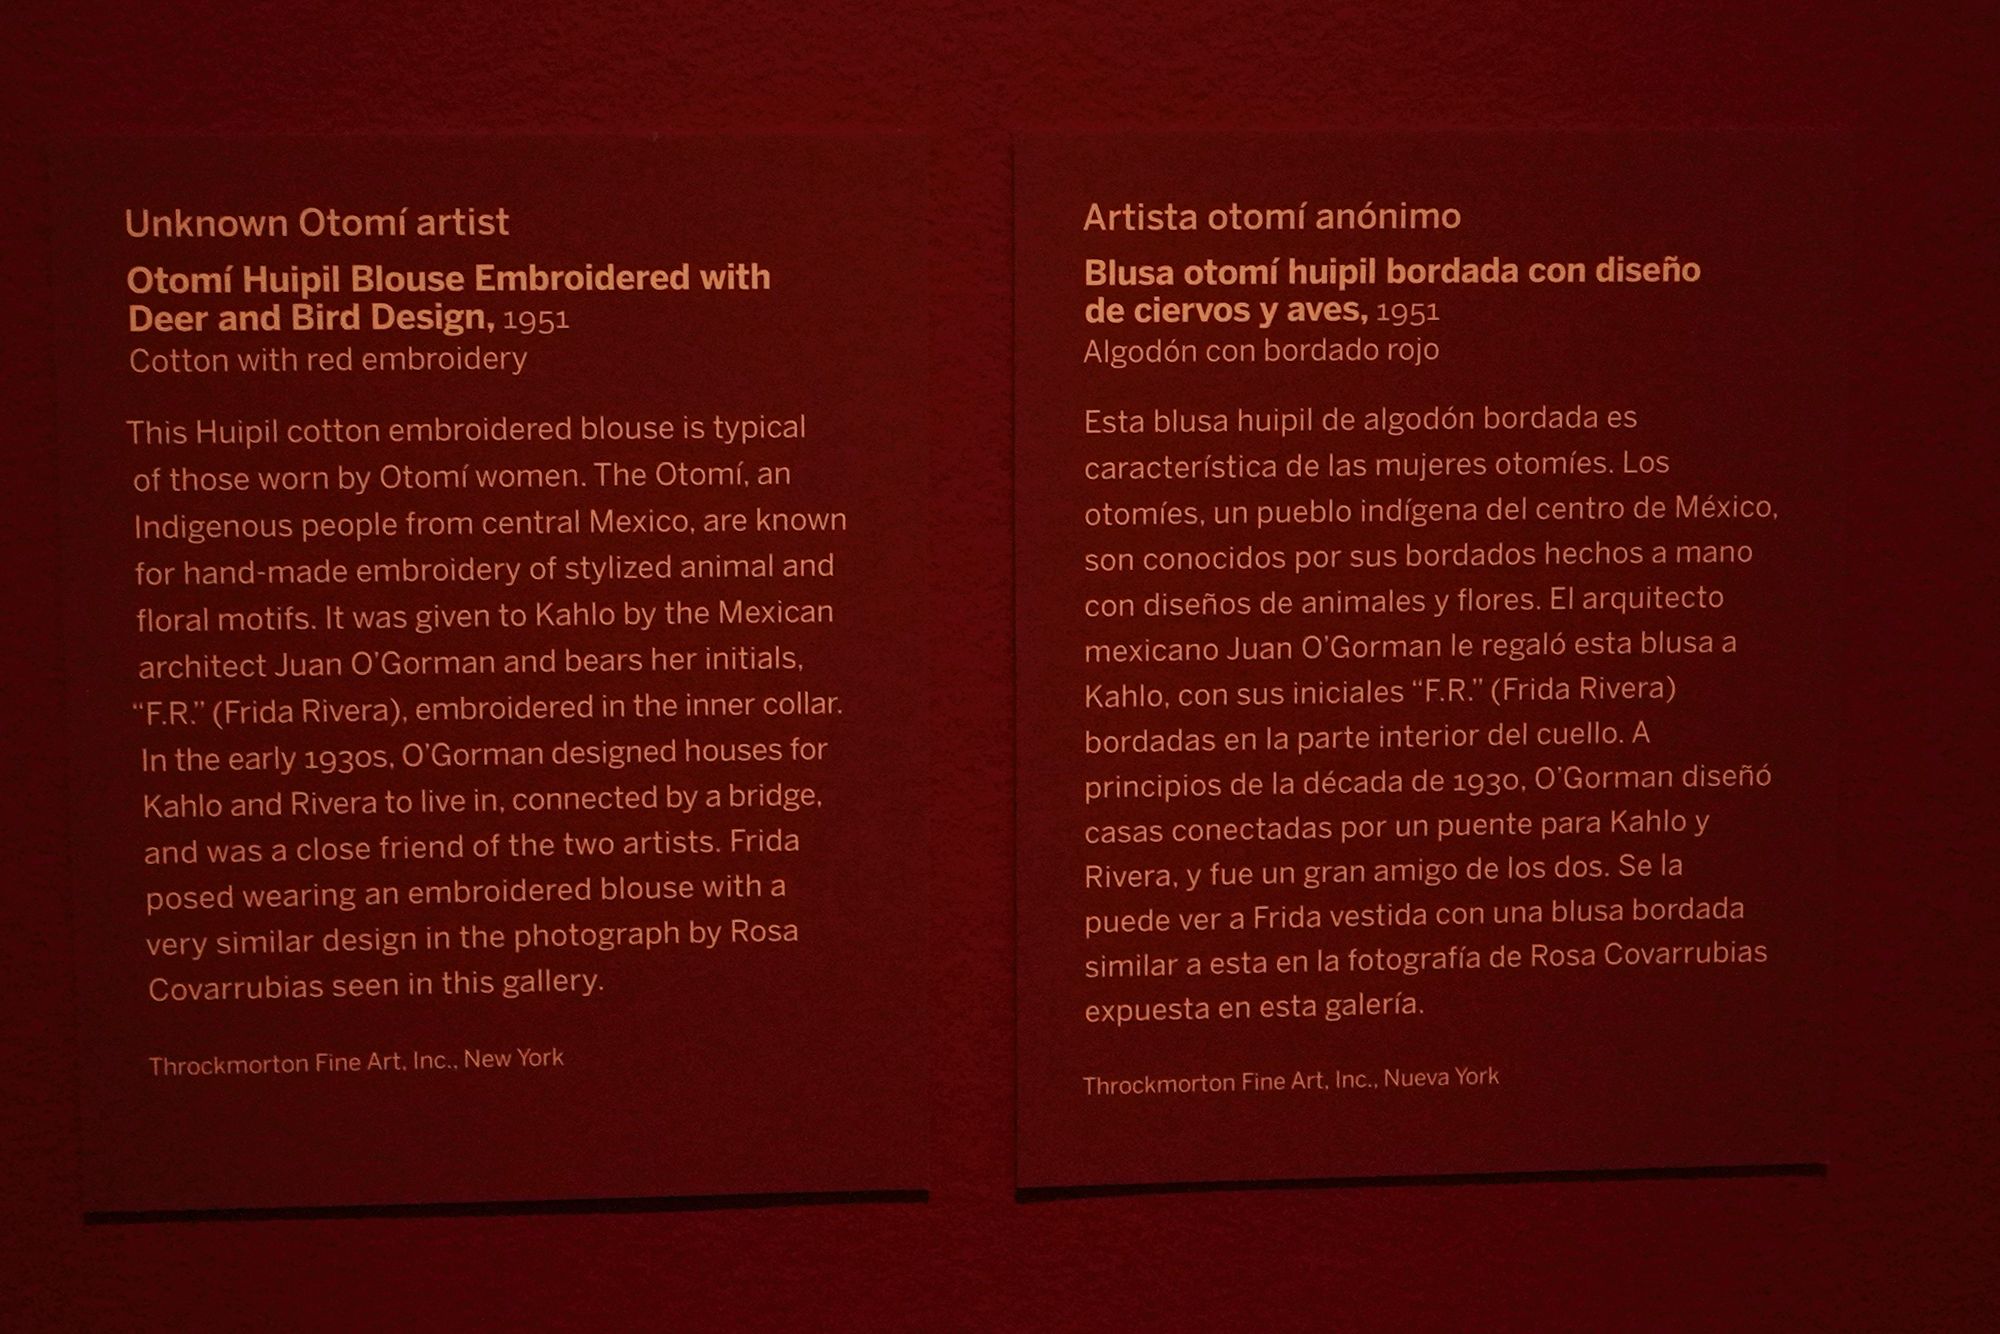 Unknown Otomí artist
Otomí Huipil Blouse Embroidered with
Deer and Bird Design, 1951
Cotton with red embroidery
This Huipil cotton embroidered blouse is typical
of those worn by Otomí women. The Otomí, an
Indigenous people from central Mexico, are known
for hand-made embroidery of stylized animal and
floral motifs. It was given to Kahlo by the Mexican
architect Juan O’Gorman and bears her initials,
“F.R.” (Frida Rivera), embroidered in the inner collar.
In the early 1930s, O’Gorman designed houses for
Kahlo and Rivera to live in, connected by a bridge,
and was a close friend of the two artists. Frida
posed wearing an embroidered blouse with a
very similar design in the photograph by Rosa
Covarrubias seen in this gallery.
Throckmorton Fine Art, Inc., New York
Artista otomí anónimo
Blusa otomí huipil bordada con diseño
de ciervos y aves, 1951
Algodón con bordado rojo
Esta blusa huipil de algodón bordada es
característica de las mujeres otomíes. Los
otomíes, un pueblo indígena del centro de México,
son conocidos por sus bordados hechos a mano
con diseños de animales y flores. El arquitecto
mexicano Juan O’Gorman le regaló esta blusa a
Kahlo, con sus iniciales “F.R.” (Frida Rivera)
bordadas en la parte interior del cuello. A
principios de la década de 1930, O’Gorman diseñó
casas conectadas por un puente para Kahlo y
Rivera, y fue un gran amigo de los dos. Se la
puede ver a Frida vestida con una blusa bordada
similar a esta en la fotografía de Rosa Covarrubias
expuesta en esta galería.
Throckmorton Fine Art, Inc., Nueva York